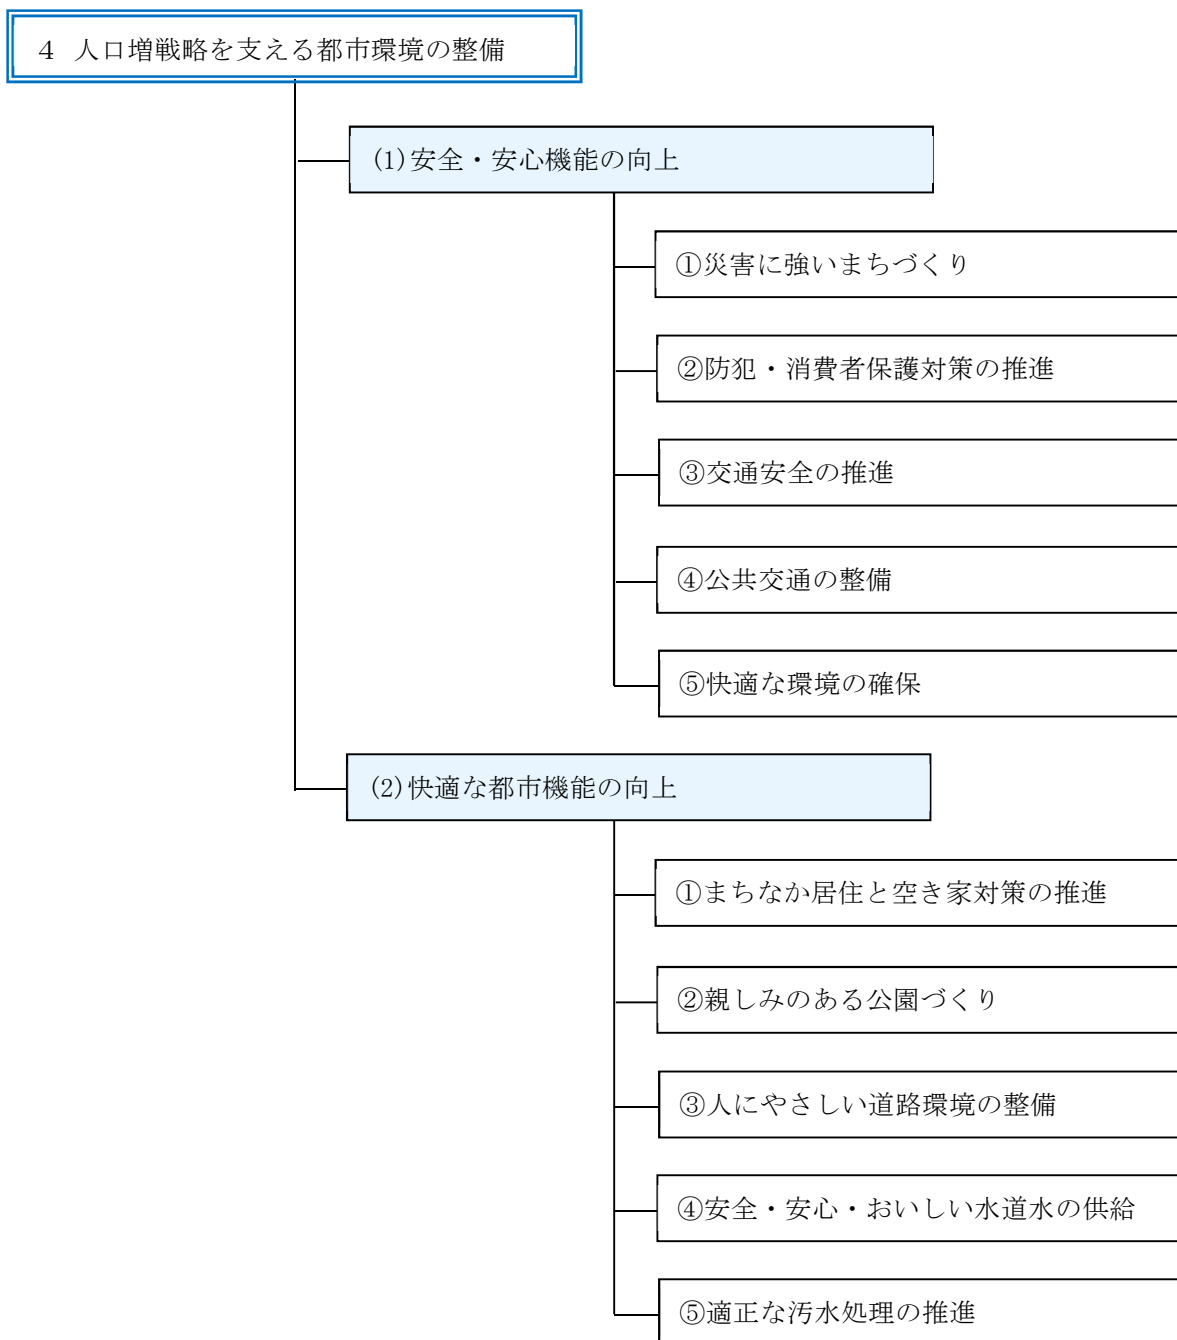 ４ 人口増戦略を支える都市環境の整備
(1)安全・安心機能の向上
①災害に強いまちづくり
②防犯・消費者保護対策の推進
③交通安全の推進
④公共交通の整備
⑤快適な環境の確保
(2)快適な都市機能の向上
①まちなか居住と空き家対策の推進
②親しみのある公園づくり
③人にやさしい道路環境の整備
④安全・安心・おいしい水道水の供給
⑤適正な汚水処理の推進